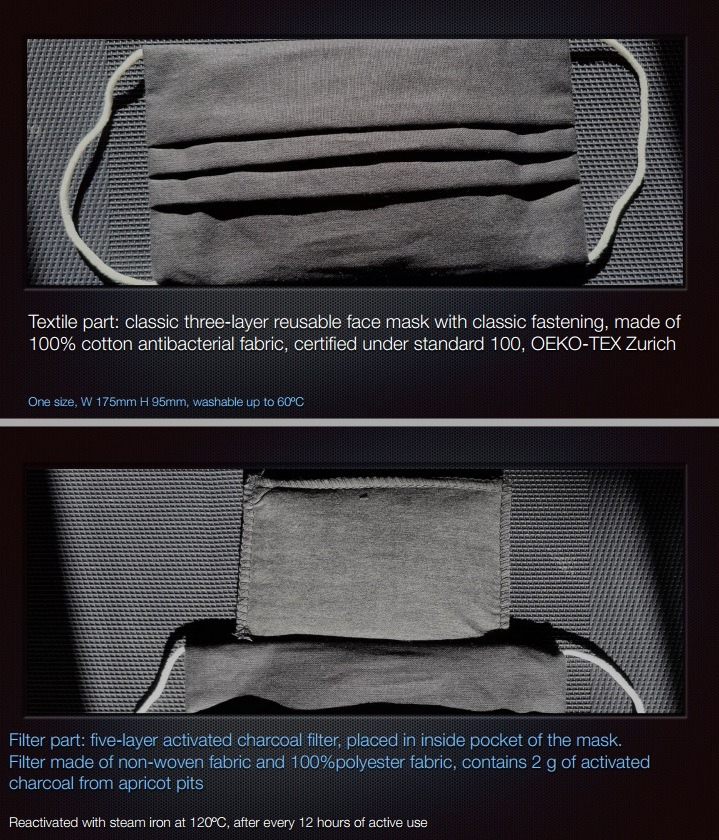 Textile part: classic three-layer reusable face mask with classic fastening, made of
100% cotton antibacterial fabric, certified under standard 100, OEKO-TEX Zurich
One size, W 175mm H 95mm, washable up to 60ºC
Filter part: five-layer activated charcoal filter, placed in inside pocket of the mask.
Filter made of non-woven fabric and 100%polyester fabric, contains 2 g of activated
charcoal from apricot pits
Reactivated with steam iron at 120ºC, after every 12 hours of active use